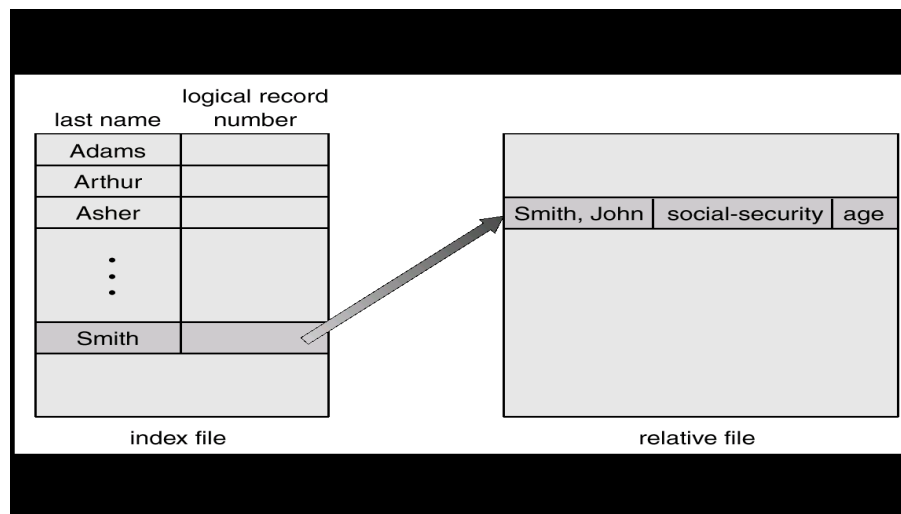 logical record
last name number
Adams
Arthur
Asher
Smith
Smith, John social-security age
index file
relative file